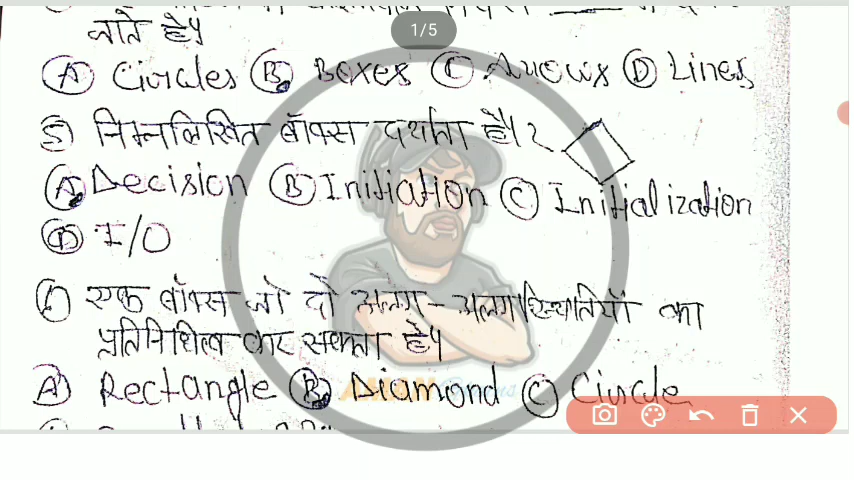 जाते है।
1/5
(A) Circles (B) Boxes (C) Arrows (D) Lines
5) निम्नलिखित बॉक्स दर्शाता है। ?
(A) Decision (B) Initiation (C) Initialization
(D) I/O
6) एक बॉक्स जो दो अलग-अलग स्थितियों का
प्रतिनिधित्व कर सकता है।
(A) Rectangle (B) Diamond (C) Circle